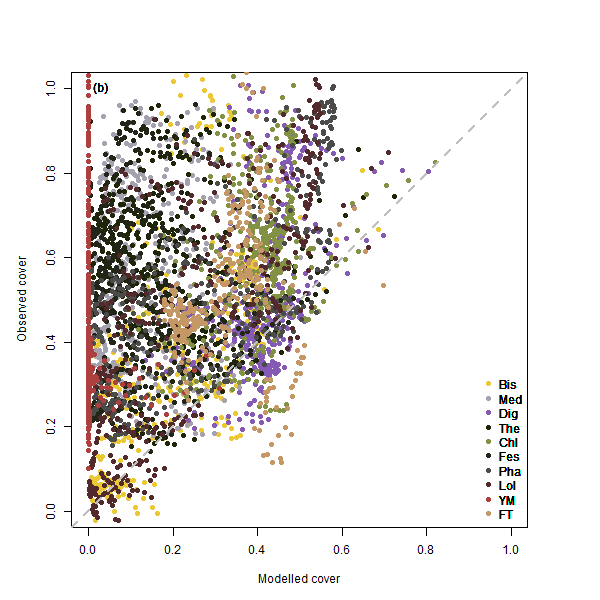 (b)
1.0
0.8
0.6
0.4
0.2
0.0
Observed cover
Bis
Med
Dig
The
Chl
Fes
Pha
Lol
YM
FT
0.0 0.2 0.4 0.6 0.8 1.0
Modelled cover